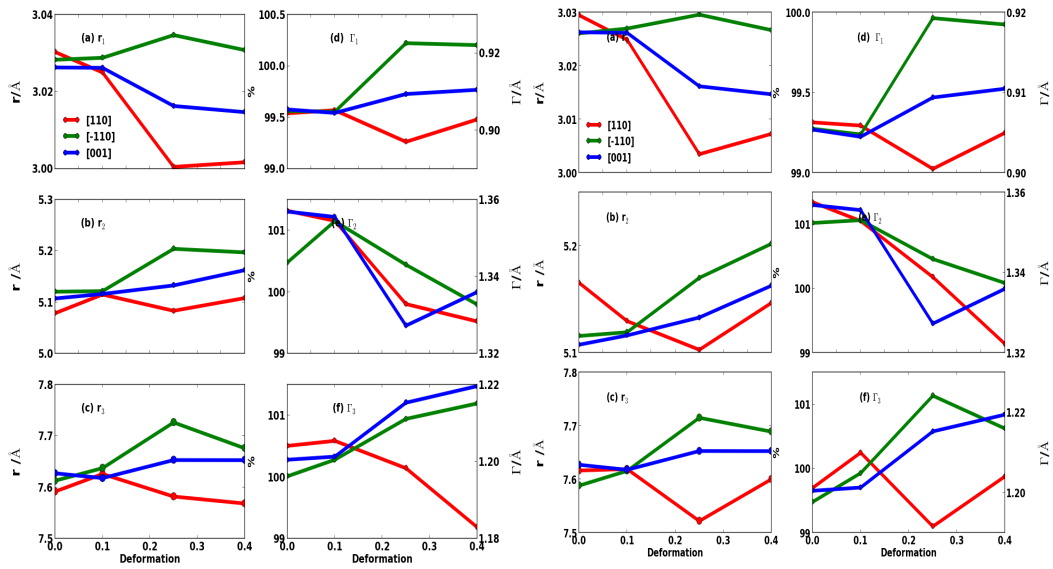 3.04
3.03
3.02
3.01
3.00
r/Å
(a) r1
[110]
[-110]
[001]
100.5
100.0
99.5
99.0
%
(d) Γ1
0.92
0.90
Γ/Å
5.3
5.2
5.1
5.0
r /Å
(b) r2
101
100
99
%
(e) Γ2
1.36
1.34
1.32
Γ/Å
7.8
7.7
7.6
7.5
r /Å
(c) r3
0.0 0.1 0.2 0.3 0.4
Deformation
101
100
99
%
(f) Γ3
1.22
1.20
1.18
Γ/Å
0.0 0.1 0.2 0.3 0.4
Deformation
3.03
3.02
3.01
3.00
r/Å
(a) r
[110]
[-110]
[001]
100.0
99.5
99.0
%
(d) Γ1
0.92
0.91
0.90
Γ/Å
5.2
5.1
r /Å
(b) r2
101
100
99
%
(e) Γ2
1.36
1.34
1.32
Γ/Å
7.8
7.7
7.6
7.5
r /Å
(c) r3
0.0 0.1 0.2 0.3 0.4
Deformation
101
100
99
%
(f) Γ3
1.22
1.20
Γ/Å
0.0 0.1 0.2 0.3 0.4
Deformation